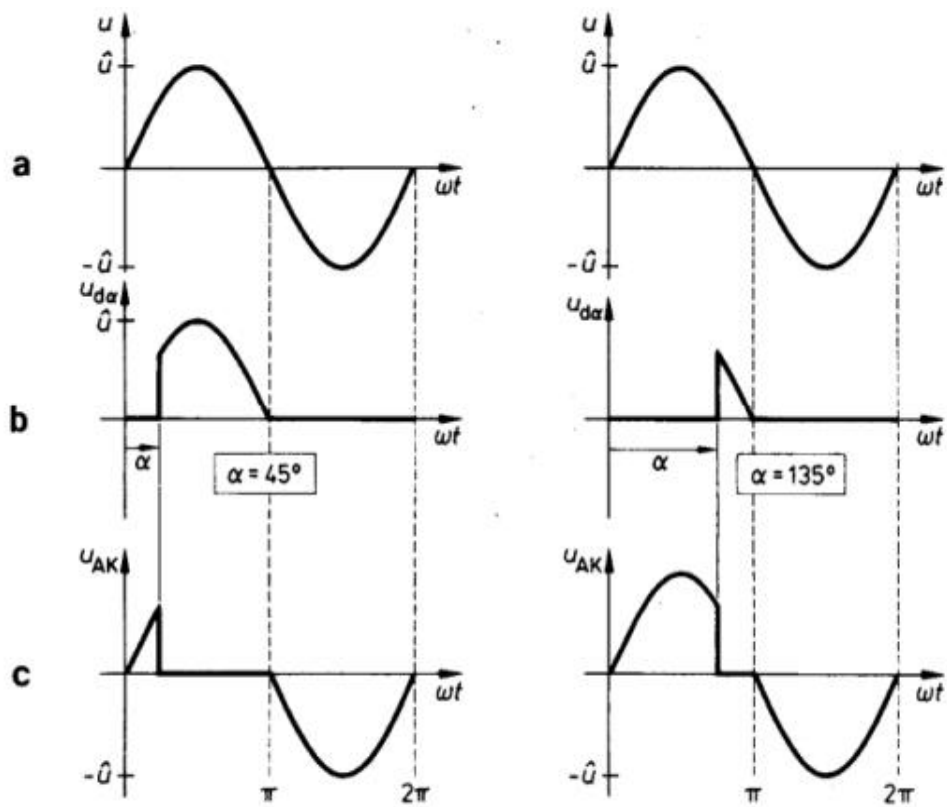 u
û
a
ωt
-û
u
û
ωt
-û
u_dα
û
b
ωt
α
α = 45°
u_dα
ωt
α
α = 135°
u_AK
c
ωt
-û
π
2π
u_AK
ωt
-û
π
2π